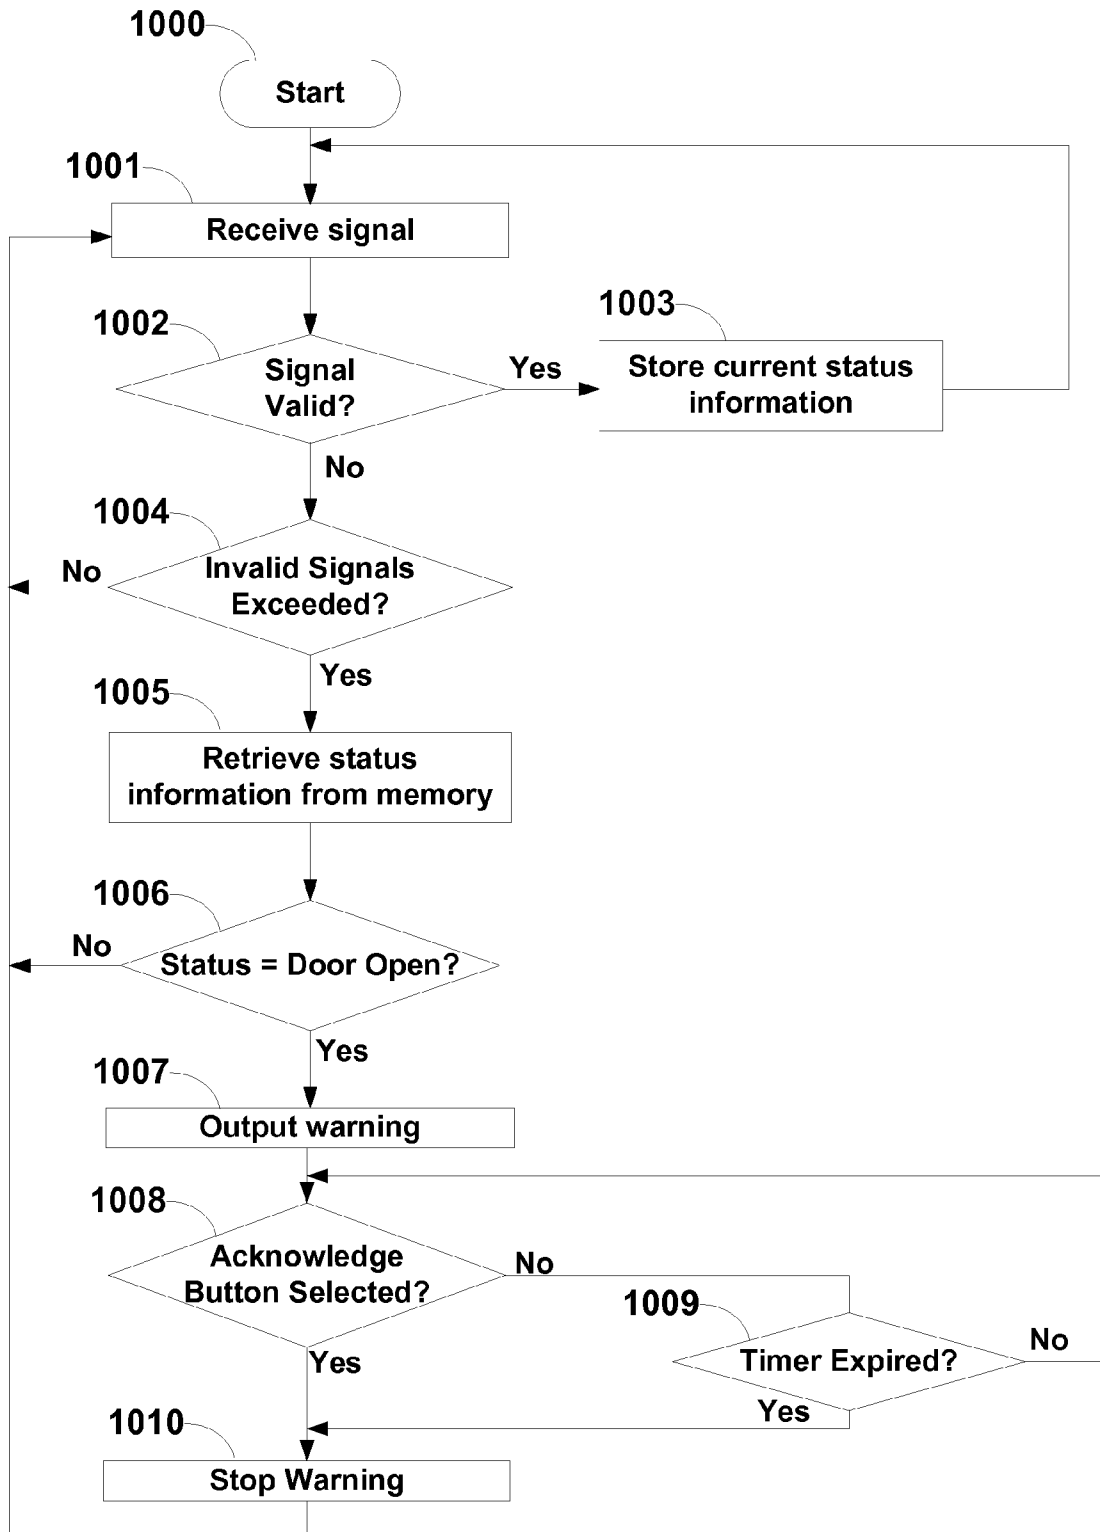 1000
Start
1001
Receive signal
1002
Signal
Valid?
Yes
1003
Store current status
information
No
1004
Invalid Signals
Exceeded?
No
Yes
1005
Retrieve status
information from memory
1006
No
Status = Door Open?
Yes
1007
Output warning
1008
Acknowledge
Button Selected?
No
1009
Timer Expired?
No
Yes
Yes
1010
Stop Warning